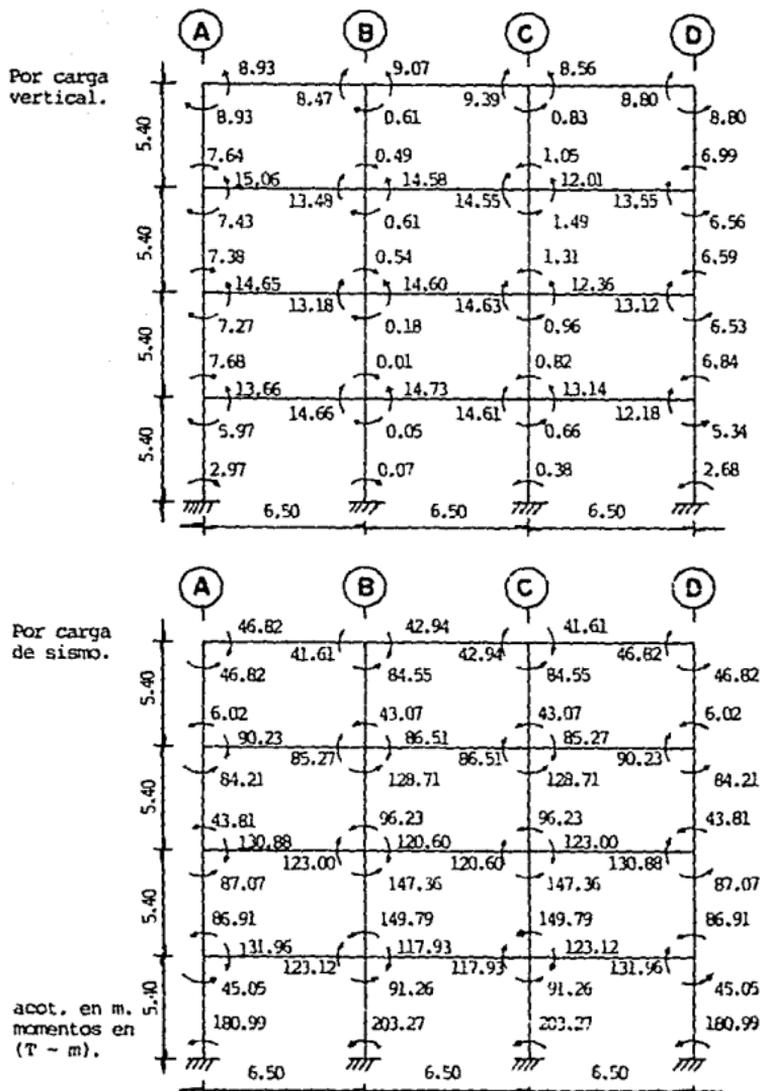 A B C D
Por carga
vertical.
8.93 9.07 8.56
8.47 9.39 8.80
8.93 0.61 0.83 8.80
5.40
7.64 0.49 1.05 6.99
15.06 14.58 12.01
13.48 14.55 13.55
7.43 0.61 1.49 6.56
5.40
7.38 0.54 1.31 6.59
14.65 14.60 12.36
13.18 14.63 13.12
7.27 0.18 0.96 6.53
5.40
7.68 0.01 0.82 6.84
13.66 14.73 13.14
14.66 14.61 12.18
5.97 0.05 0.66 5.34
5.40
2.97 0.07 0.38 2.68
6.50 6.50 6.50
A B C D
Por carga
de sismo.
46.82 42.94 41.61
41.61 42.94 46.82
46.82 84.55 84.55 46.82
5.40
6.02 43.07 43.07 6.02
90.23 86.51 85.27
85.27 86.51 90.23
84.21 128.71 128.71 84.21
5.40
43.81 96.23 96.23 43.81
130.88 120.60 123.00
123.00 120.60 130.88
87.07 147.36 147.36 87.07
5.40
86.91 149.79 149.79 86.91
131.96 117.93 123.12
123.12 117.93 131.96
45.05 91.26 91.26 45.05
5.40
180.99 203.27 203.27 180.99
acot. en m.
momentos en
(T - m).
6.50 6.50 6.50